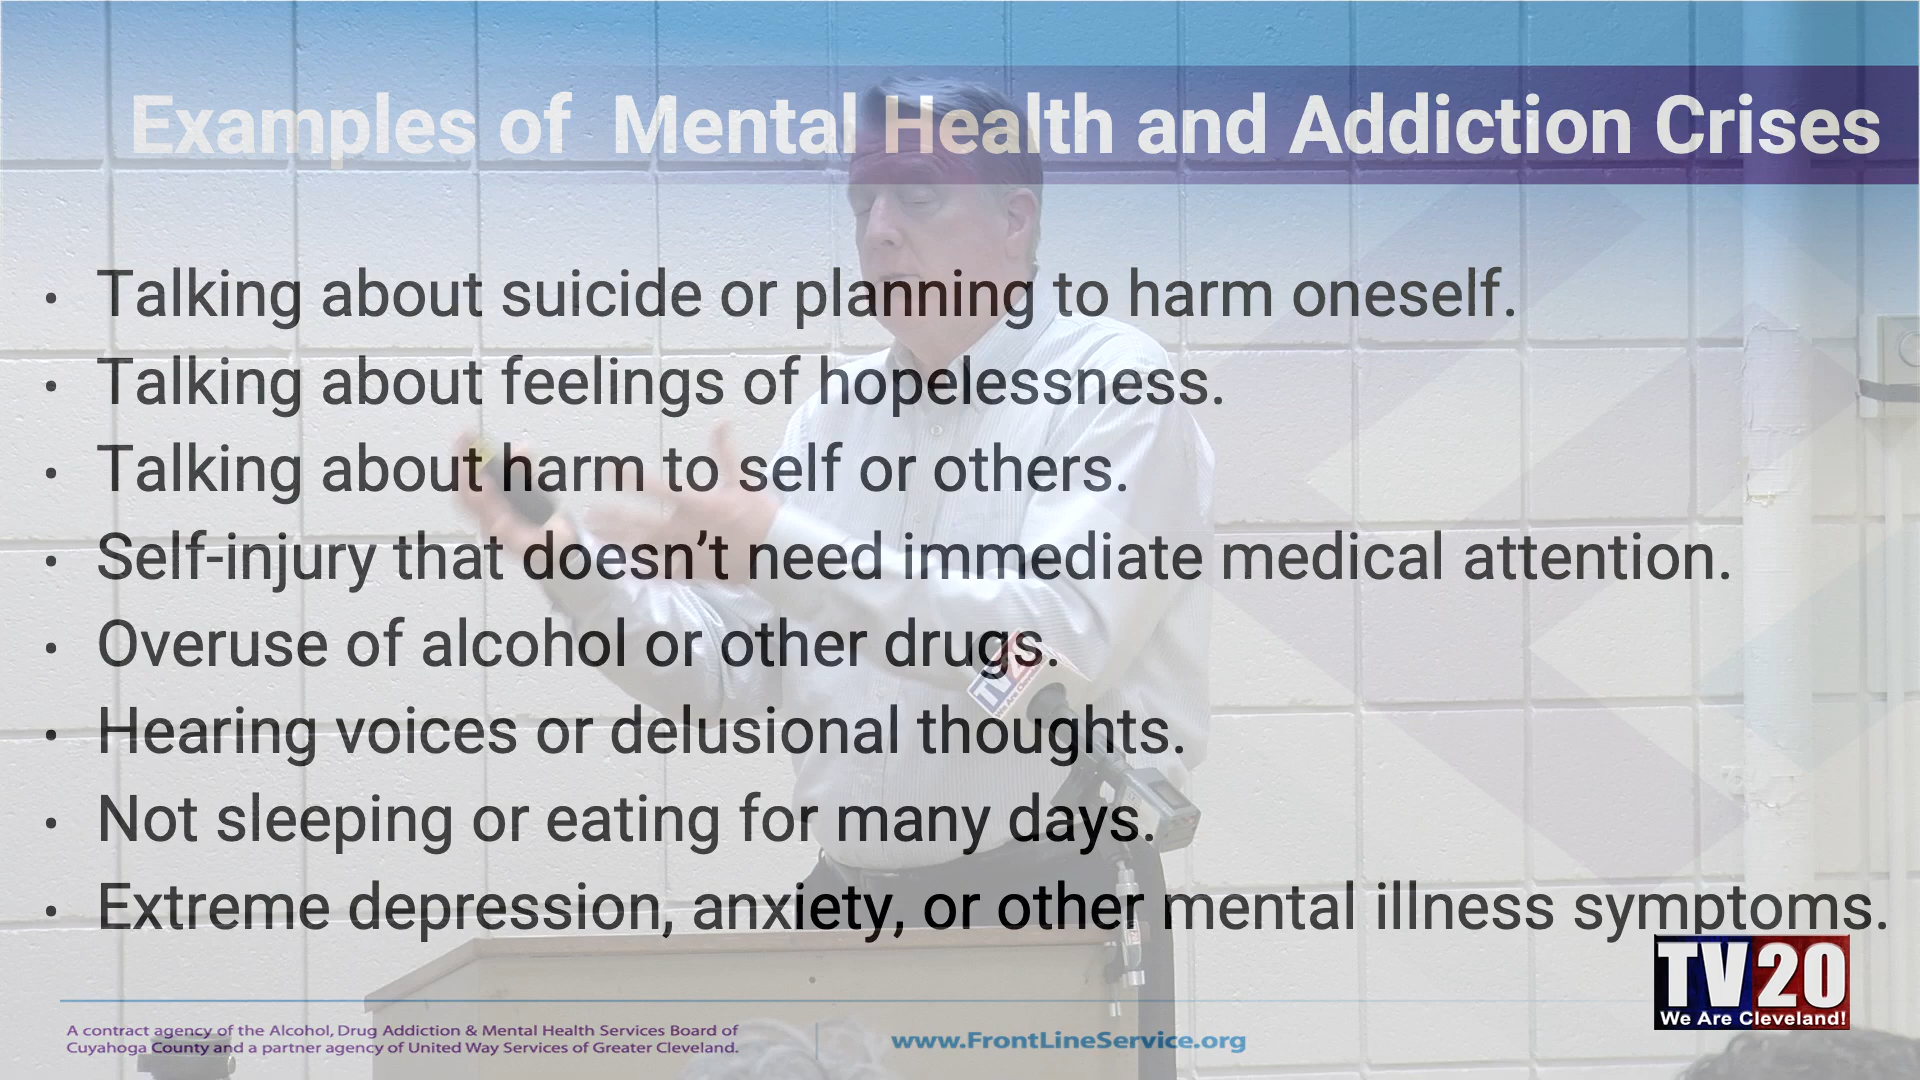 Examples of  Mental Health and Addiction Crises
• Talking about suicide or planning to harm oneself.
• Talking about feelings of hopelessness.
• Talking about harm to self or others.
• Self-injury that doesn’t need immediate medical attention.
• Overuse of alcohol or other drugs.
• Hearing voices or delusional thoughts.
• Not sleeping or eating for many days.
• Extreme depression, anxiety, or other mental illness symptoms.
TV20
TV20
We Are Cleveland!
A contract agency of the Alcohol, Drug Addiction & Mental Health Services Board of
Cuyahoga County and a partner agency of United Way Services of Greater Cleveland.
www.FrontLineService.org